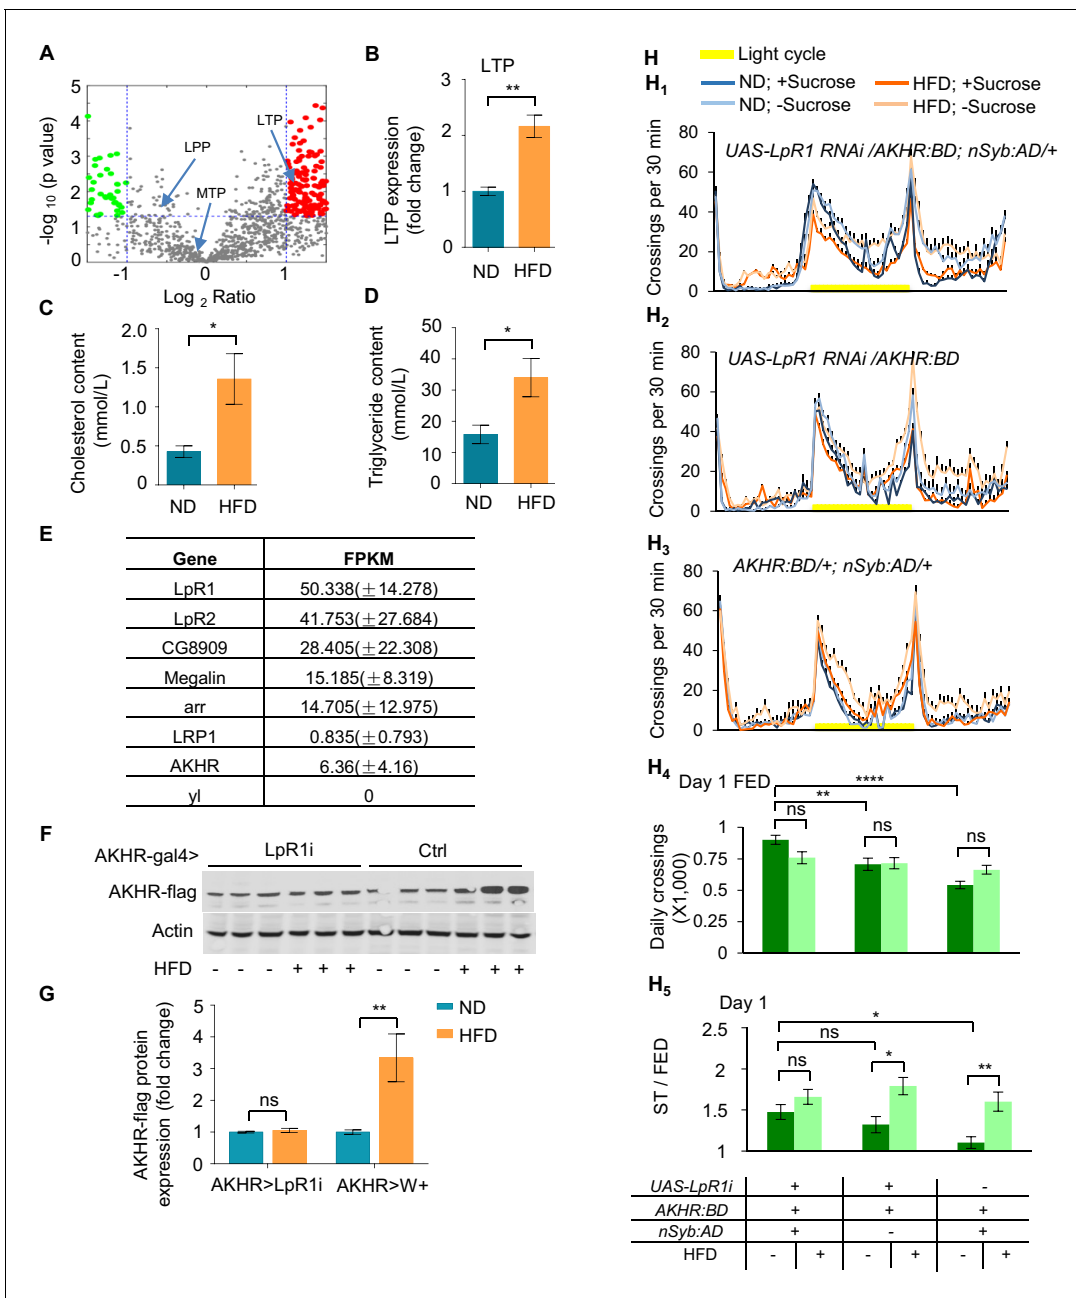 A
-log 10 (p value)
5
4
3
2
1
0
LTP
LPP
MTP
-1
0
1
Log 2 Ratio
B
LTP
LTP expression
(fold change)
3
2
1
0
**
ND
HFD
C
Cholesterol content
(mmol/L)
2.0
1.5
1.0
0.5
0
*
ND
HFD
D
Triglyceride content
(mmol/L)
50
40
30
20
10
0
*
ND
HFD
E
Gene FPKM
LpR1 50.338(±14.278)
LpR2 41.753(±27.684)
CG8909 28.405(±22.308)
Megalin 15.185(±8.319)
arr 14.705(±12.975)
LRP1 0.835(±0.793)
AKHR 6.36(±4.16)
yl 0
F
AKHR-gal4>
LpR1i
Ctrl
AKHR-flag
Actin
HFD - - - + + + - - - + + +
G
AKHR-flag protein
expression (fold change)
5
4
3
2
1
0
ns
**
ND
HFD
AKHR>LpR1i
AKHR>W+
H
Light cycle
H1
ND; +Sucrose
HFD; +Sucrose
ND; -Sucrose
HFD; -Sucrose
Crossings per 30 min
80
60
40
20
0
UAS-LpR1 RNAi /AKHR:BD; nSyb:AD/+
H2
Crossings per 30 min
80
60
40
20
0
UAS-LpR1 RNAi /AKHR:BD
H3
Crossings per 30 min
80
60
40
20
0
AKHR:BD/+; nSyb:AD/+
H4
Day 1 FED
Daily crossings
(X1,000)
1
0.75
0.5
0.25
0
****
**
ns
ns
ns
H5
Day 1
ST / FED
2.5
2
1.5
1
*
ns
ns
*
**
UAS-LpR1i + + -
AKHR:BD + + +
nSyb:AD + - +
HFD - + - + - +